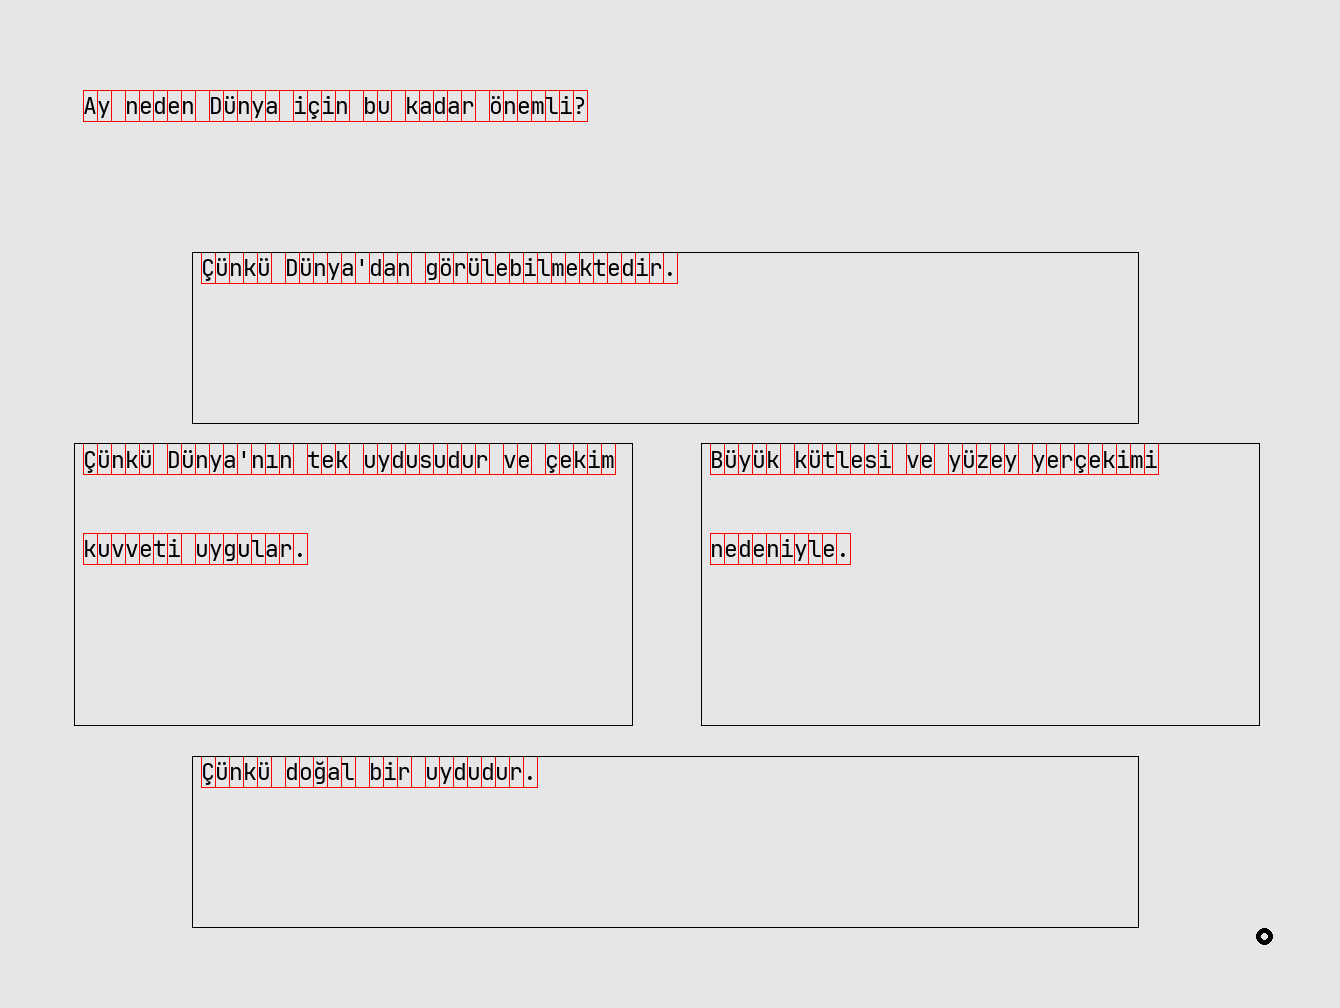 Ay neden Dünya için bu kadar önemli?
Çünkü Dünya'dan görülebilmektedir.
Çünkü Dünya'nın tek uydusudur ve çekim
kuvveti uygular.
Büyük kütlesi ve yüzey yerçekimi
nedeniyle.
Çünkü doğal bir uydudur.